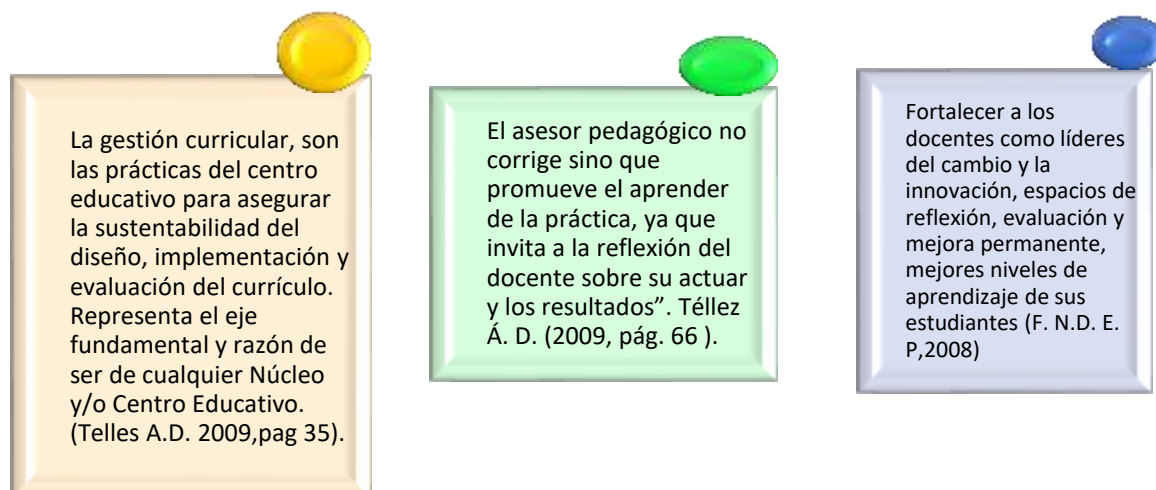 La gestión curricular, son
las prácticas del centro
educativo para asegurar
la sustentabilidad del
diseño, implementación y
evaluación del currículo.
Representa el eje
fundamental y razón de
ser de cualquier Núcleo
y/o Centro Educativo.
(Telles A.D. 2009,pag 35).
El asesor pedagógico no
corrige sino que
promueve el aprender
de la práctica, ya que
invita a la reflexión del
docente sobre su actuar
y los resultados”. Téllez
Á. D. (2009, pág. 66 ).
Fortalecer a los
docentes como líderes
del cambio y la
innovación, espacios de
reflexión, evaluación y
mejora permanente,
mejores niveles de
aprendizaje de sus
estudiantes (F. N.D. E.
P,2008)